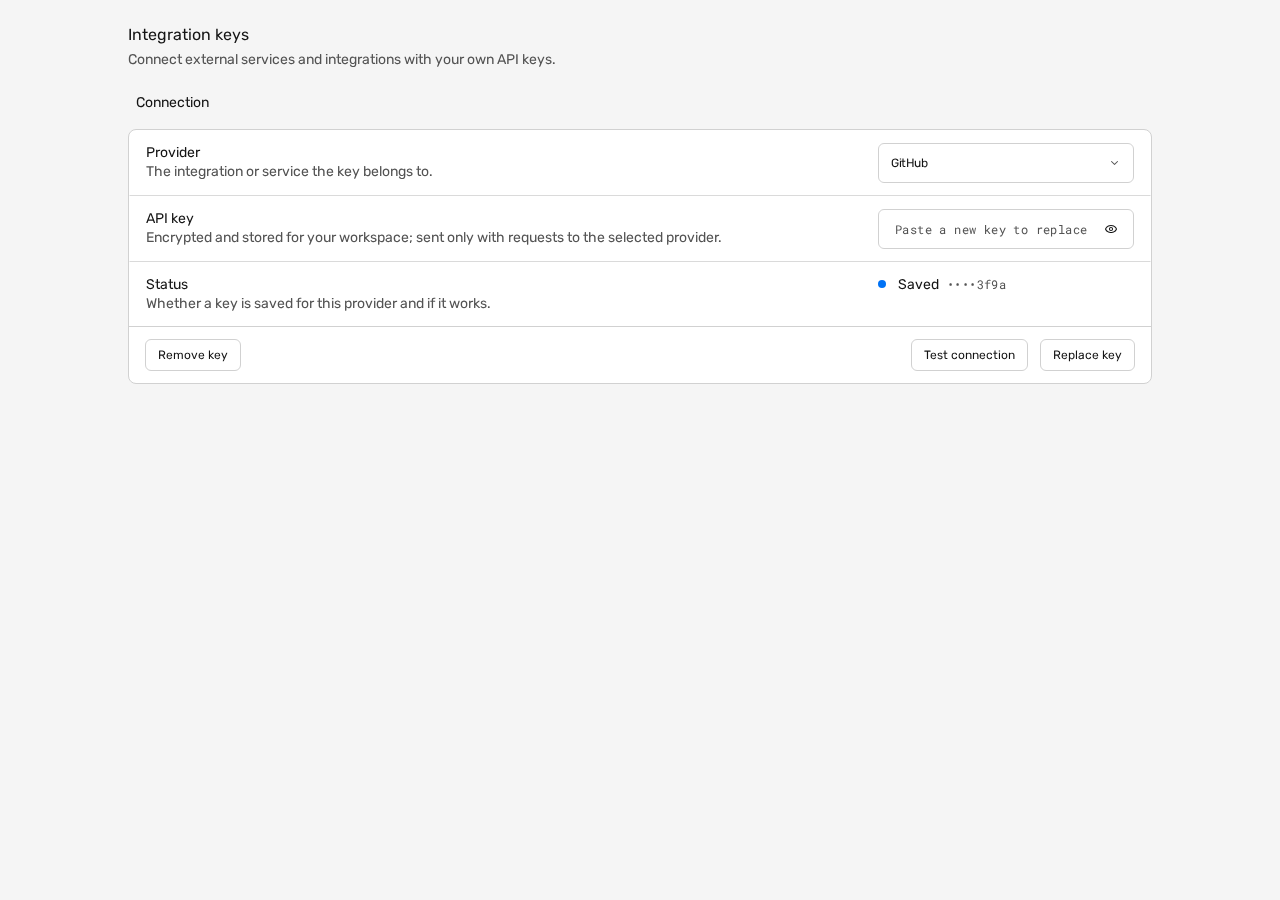 Integration keys
Connect external services and integrations with your own API keys.
Connection
Provider
The integration or service the key belongs to.
GitHub
API key
Encrypted and stored for your workspace; sent only with requests to the selected provider.
Paste a new key to replace
Status
Whether a key is saved for this provider and if it works.
Saved ••••3f9a
Remove key
Test connection
Replace key